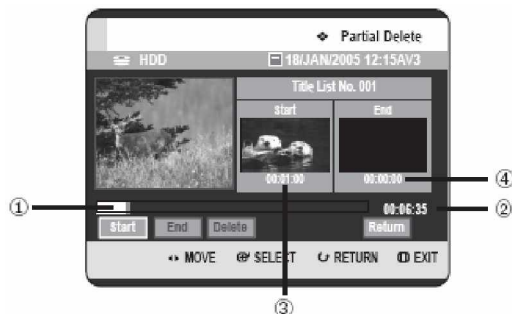 ❖ Partial Delete
HDD 18/JAN/2005 12:15AV3
Title List No. 001
Start End
00:01:00 00:00:00
④
①
00:06:35 ②
Start End Delete Return
MOVE SELECT RETURN EXIT
③